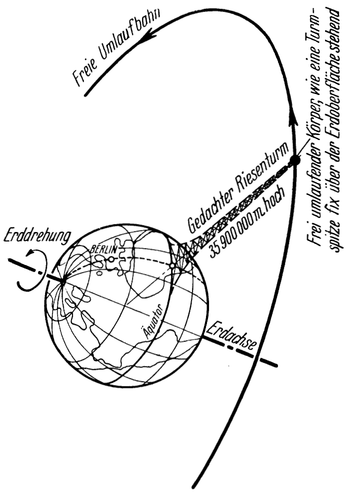 Freie Umlaufbahn
Frei umlaufender Körper, wie eine Turm-
spitze fix über der Erdoberfläche stehend
Gedachter Riesenturm
35 900 000 m hoch
Erddrehung
BERLIN
Äquator
Erdachse